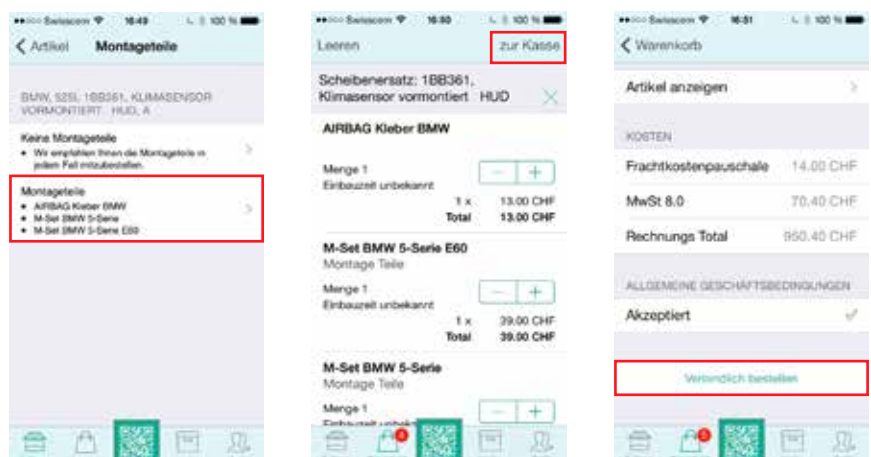 Swisscom 16:49 100 %
Artikel Montageteile
BMW, 525i, 1BB361, KLIMASENSOR
VORMONTIERT HUD, A
Keine Montageteile
• Wir empfehlen Ihnen die Montageteile in
jedem Fall mitzubestellen.
Montageteile
• AIRBAG Kleber BMW
• M-Set BMW 5-Serie
• M-Set BMW 5-Serie E60
Swisscom 16:50 100 %
Leeren zur Kasse
Scheibenersatz: 1BB361,
Klimasensor vormontiert HUD
AIRBAG Kleber BMW
Menge 1
Einbauzeit unbekannt
1 x 13.00 CHF
Total 13.00 CHF
M-Set BMW 5-Serie E60
Montage Teile
Menge 1
Einbauzeit unbekannt
1 x 39.00 CHF
Total 39.00 CHF
M-Set BMW 5-Serie
Montage Teile
Menge 1
Einbauzeit unbekannt
Swisscom 16:51 100 %
Warenkorb
Artikel anzeigen
KOSTEN
Frachtkostenpauschale 14.00 CHF
MwSt 8.0 70.40 CHF
Rechnungs Total 950.40 CHF
ALLGEMEINE GESCHÄFTSBEDINGUNGEN
Akzeptiert
Verbindlich bestellen